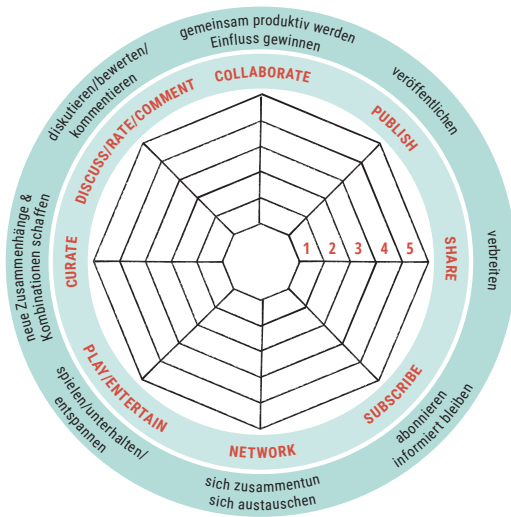 gemeinsam produktiv werden
Einfluss gewinnen
COLLABORATE
veröffentlichen
PUBLISH
verbreiten
SHARE
abonnieren
informiert bleiben
SUBSCRIBE
sich zusammentun
sich austauschen
NETWORK
spielen/unterhalten/
entspannen
PLAY/ENTERTAIN
neue Zusammenhänge &
Kombinationen schaffen
CURATE
diskutieren/bewerten/
kommentieren
DISCUSS/RATE/COMMENT
1 2 3 4 5